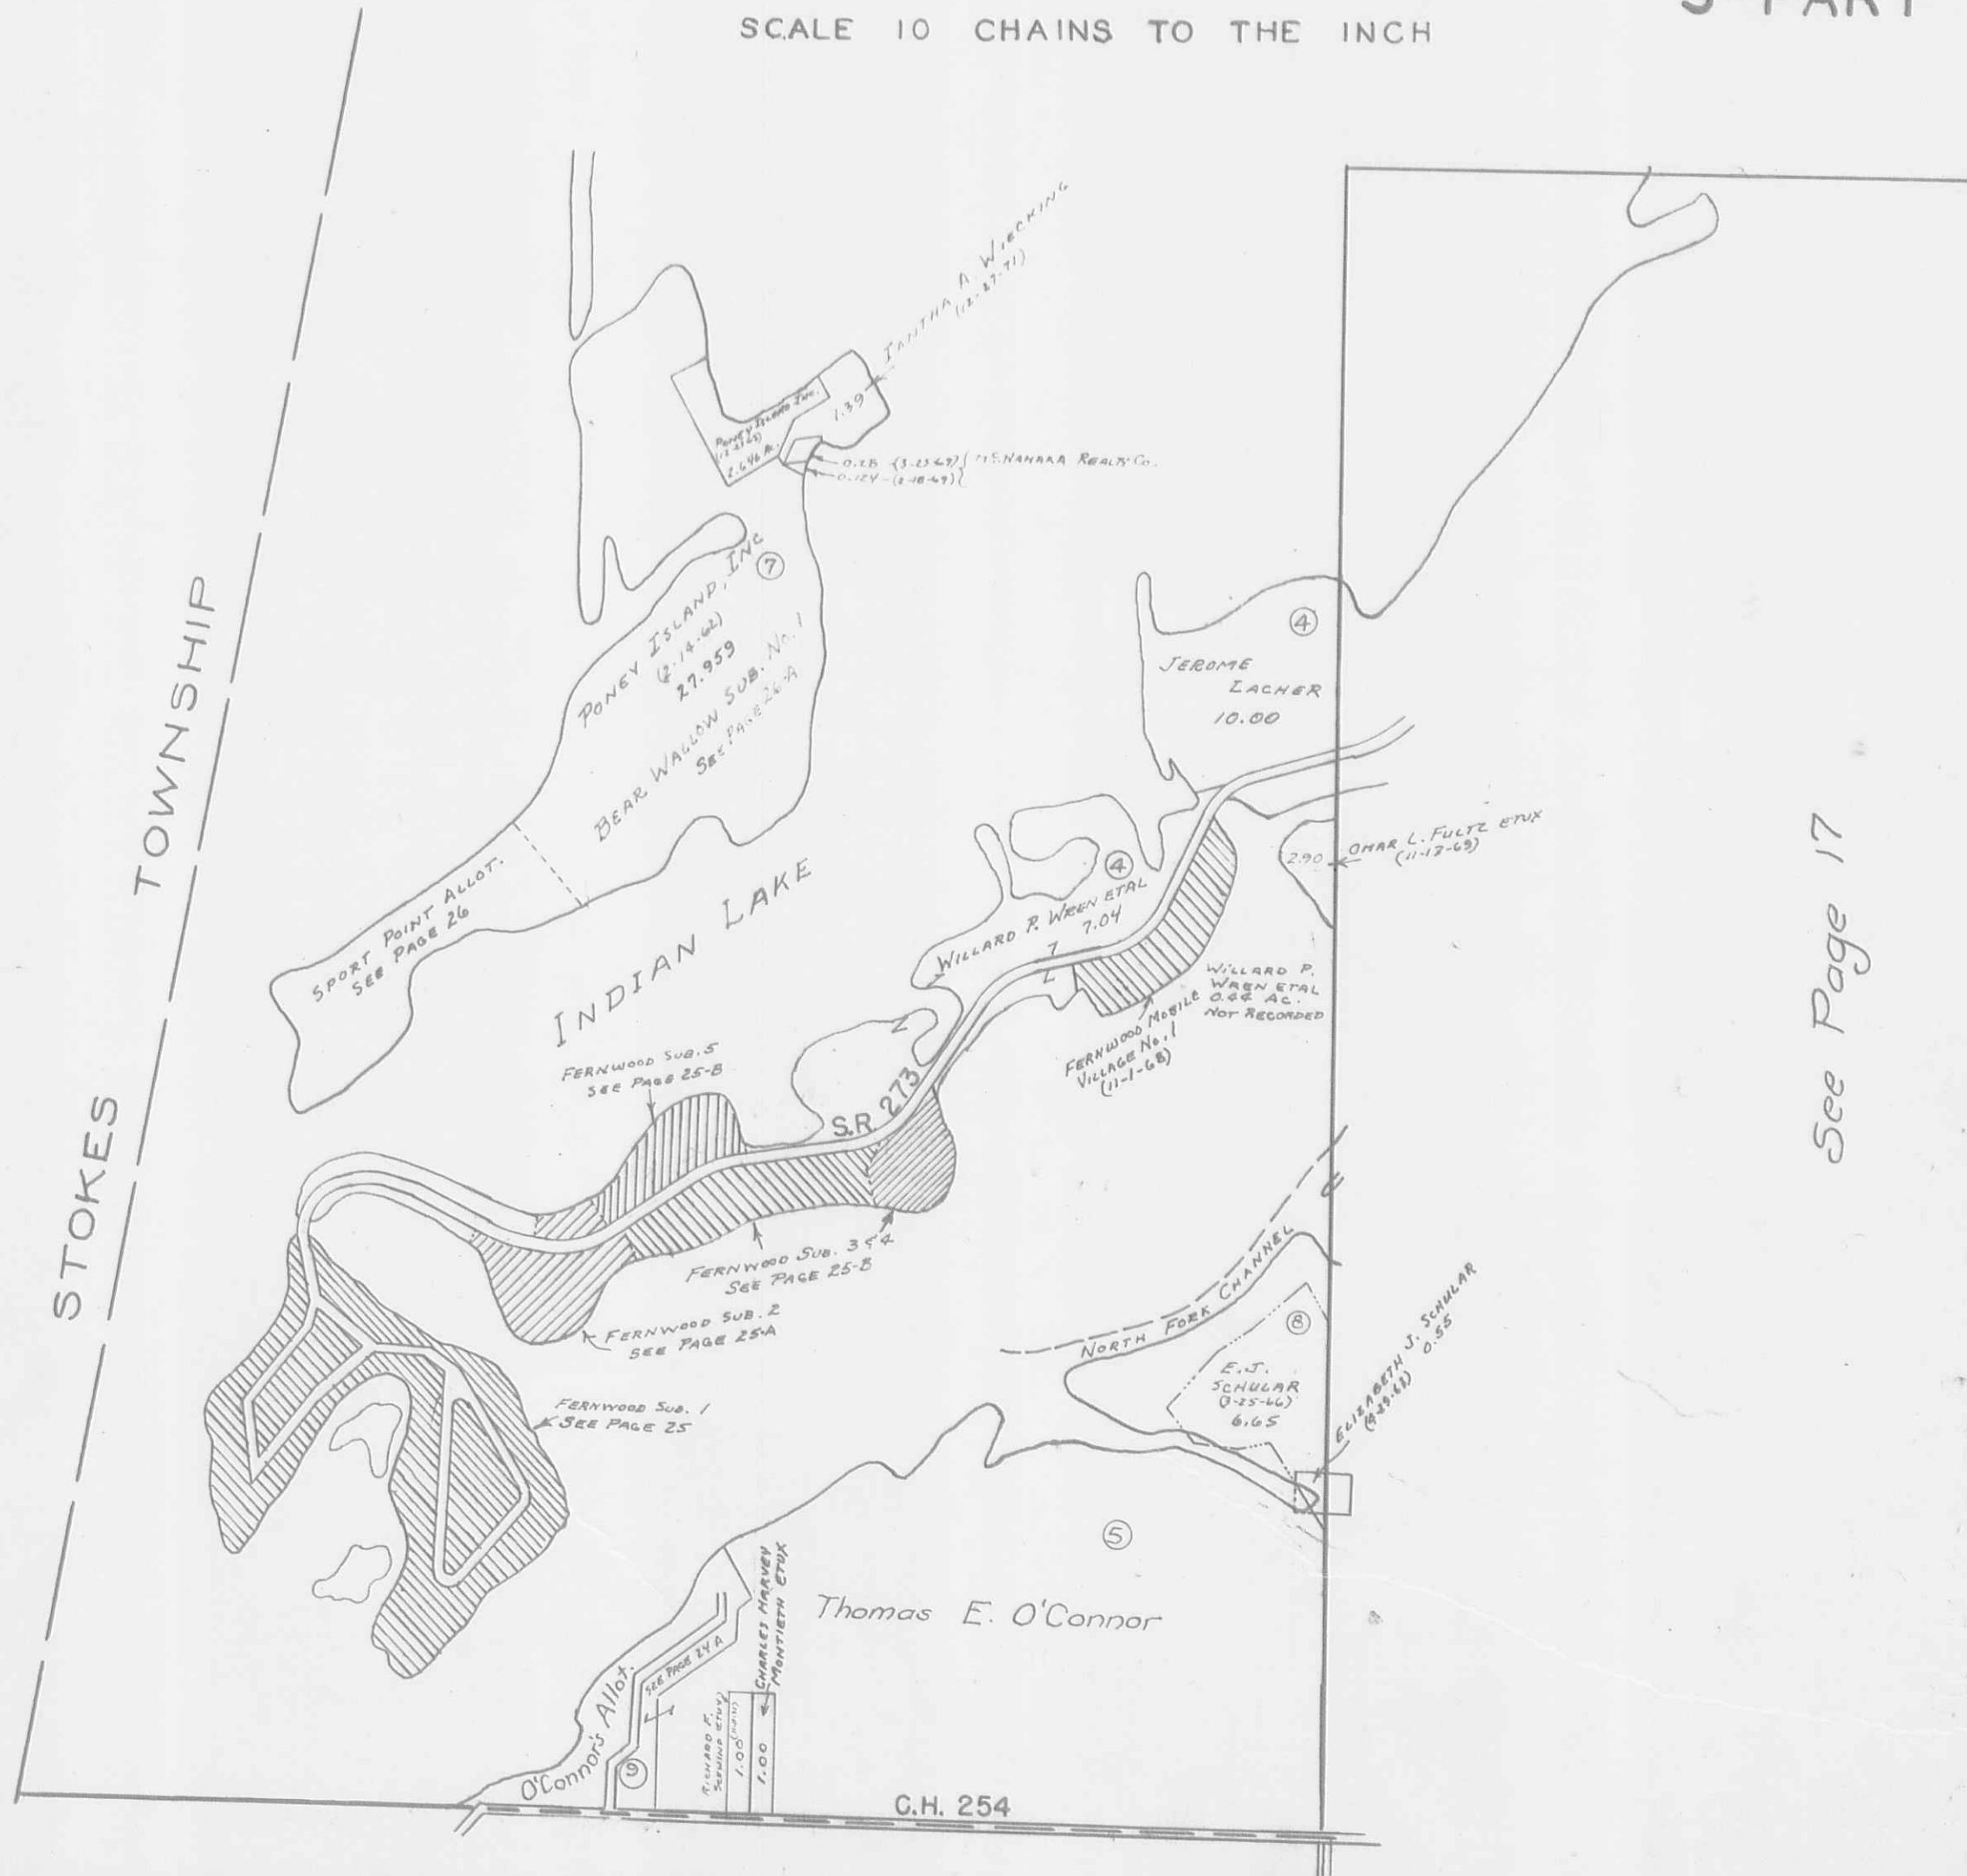 SCALE 10 CHAINS TO THE INCH
PART
STOKES TOWNSHIP
IANTHA A. WIECKING
(12-27-71)
1.39
PONEY ISLAND INC.
2.646 AC.
0.28 (3-23-69)
0.124-(2-18-69)
MCNAMARA REALTY CO.
PONEY ISLAND, INC
7
(2-14-62)
27.959
BEAR WALLOW SUB. No. 1
SEE PAGE 26-A
SPORT POINT ALLOT.
SEE PAGE 26
INDIAN LAKE
4
JEROME
LACHER
10.00
2.90
OMAR L. FULTZ ETUX
(11-12-69)
4
WILLARD P. WREN ETAL
7.04
WILLARD P.
WREN ETAL
0.44 AC.
NOT RECORDED
FERNWOOD MOBILE
VILLAGE No. 1
(11-1-68)
See Page 17
FERNWOOD SUB. 5
SEE PAGE 25-B
S.R. 273
FERNWOOD SUB. 3 & 4
SEE PAGE 25-B
FERNWOOD SUB. 2
SEE PAGE 25-A
FERNWOOD SUB. 1
SEE PAGE 25
NORTH FORK CHANNEL
8
E.J.
SCHULAR
(3-25-66)
6.65
ELIZABETH J. SCHULAR
0.55
5
Thomas E. O'Connor
CHARLES HARVEY
MONTIETH ETUX
1.00
RICHARD F.
1.00
SEE PAGE 24A
O'Connor's Allot.
9
C.H. 254